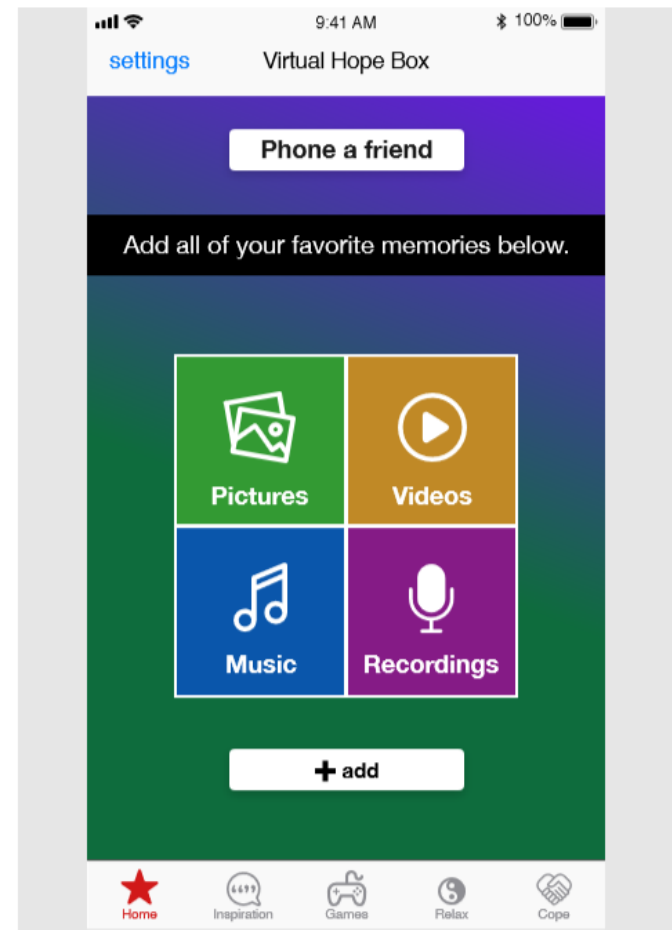 9:41 AM 100%
settings Virtual Hope Box
Phone a friend
Add all of your favorite memories below.
Pictures Videos
Music Recordings
+ add
Home Inspiration Games Relax Cope